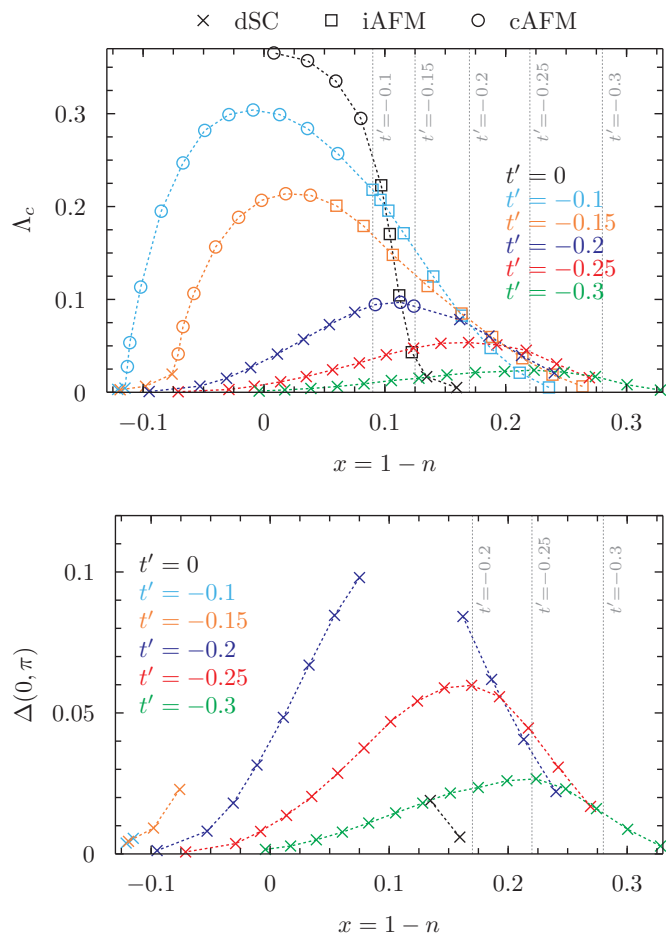 × dSC □ iAFM ○ cAFM
t′=−0.1
t′=−0.15
t′=−0.2
t′=−0.25
t′=−0.3
0.3
0.2
0.1
0
Λc
t′ = 0
t′ = −0.1
t′ = −0.15
t′ = −0.2
t′ = −0.25
t′ = −0.3
−0.1 0 0.1 0.2 0.3
x = 1 − n
t′=−0.2
t′=−0.25
t′=−0.3
0.1
0.05
0
Δ(0, π)
t′ = 0
t′ = −0.1
t′ = −0.15
t′ = −0.2
t′ = −0.25
t′ = −0.3
−0.1 0 0.1 0.2 0.3
x = 1 − n